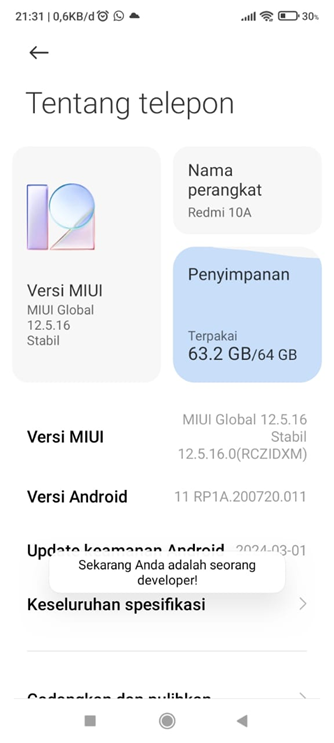 21:31 | 0,6KB/d
30%
Tentang telepon
Versi MIUI
MIUI Global
12.5.16
Stabil
Nama
perangkat
Redmi 10A
Penyimpanan
Terpakai
63.2 GB/64 GB
Versi MIUI
MIUI Global 12.5.16
Stabil
12.5.16.0(RCZIDXM)
Versi Android
11 RP1A.200720.011
Update keamanan Android
2024-03-01
Sekarang Anda adalah seorang
developer!
Keseluruhan spesifikasi
Cadangkan dan pulihkan